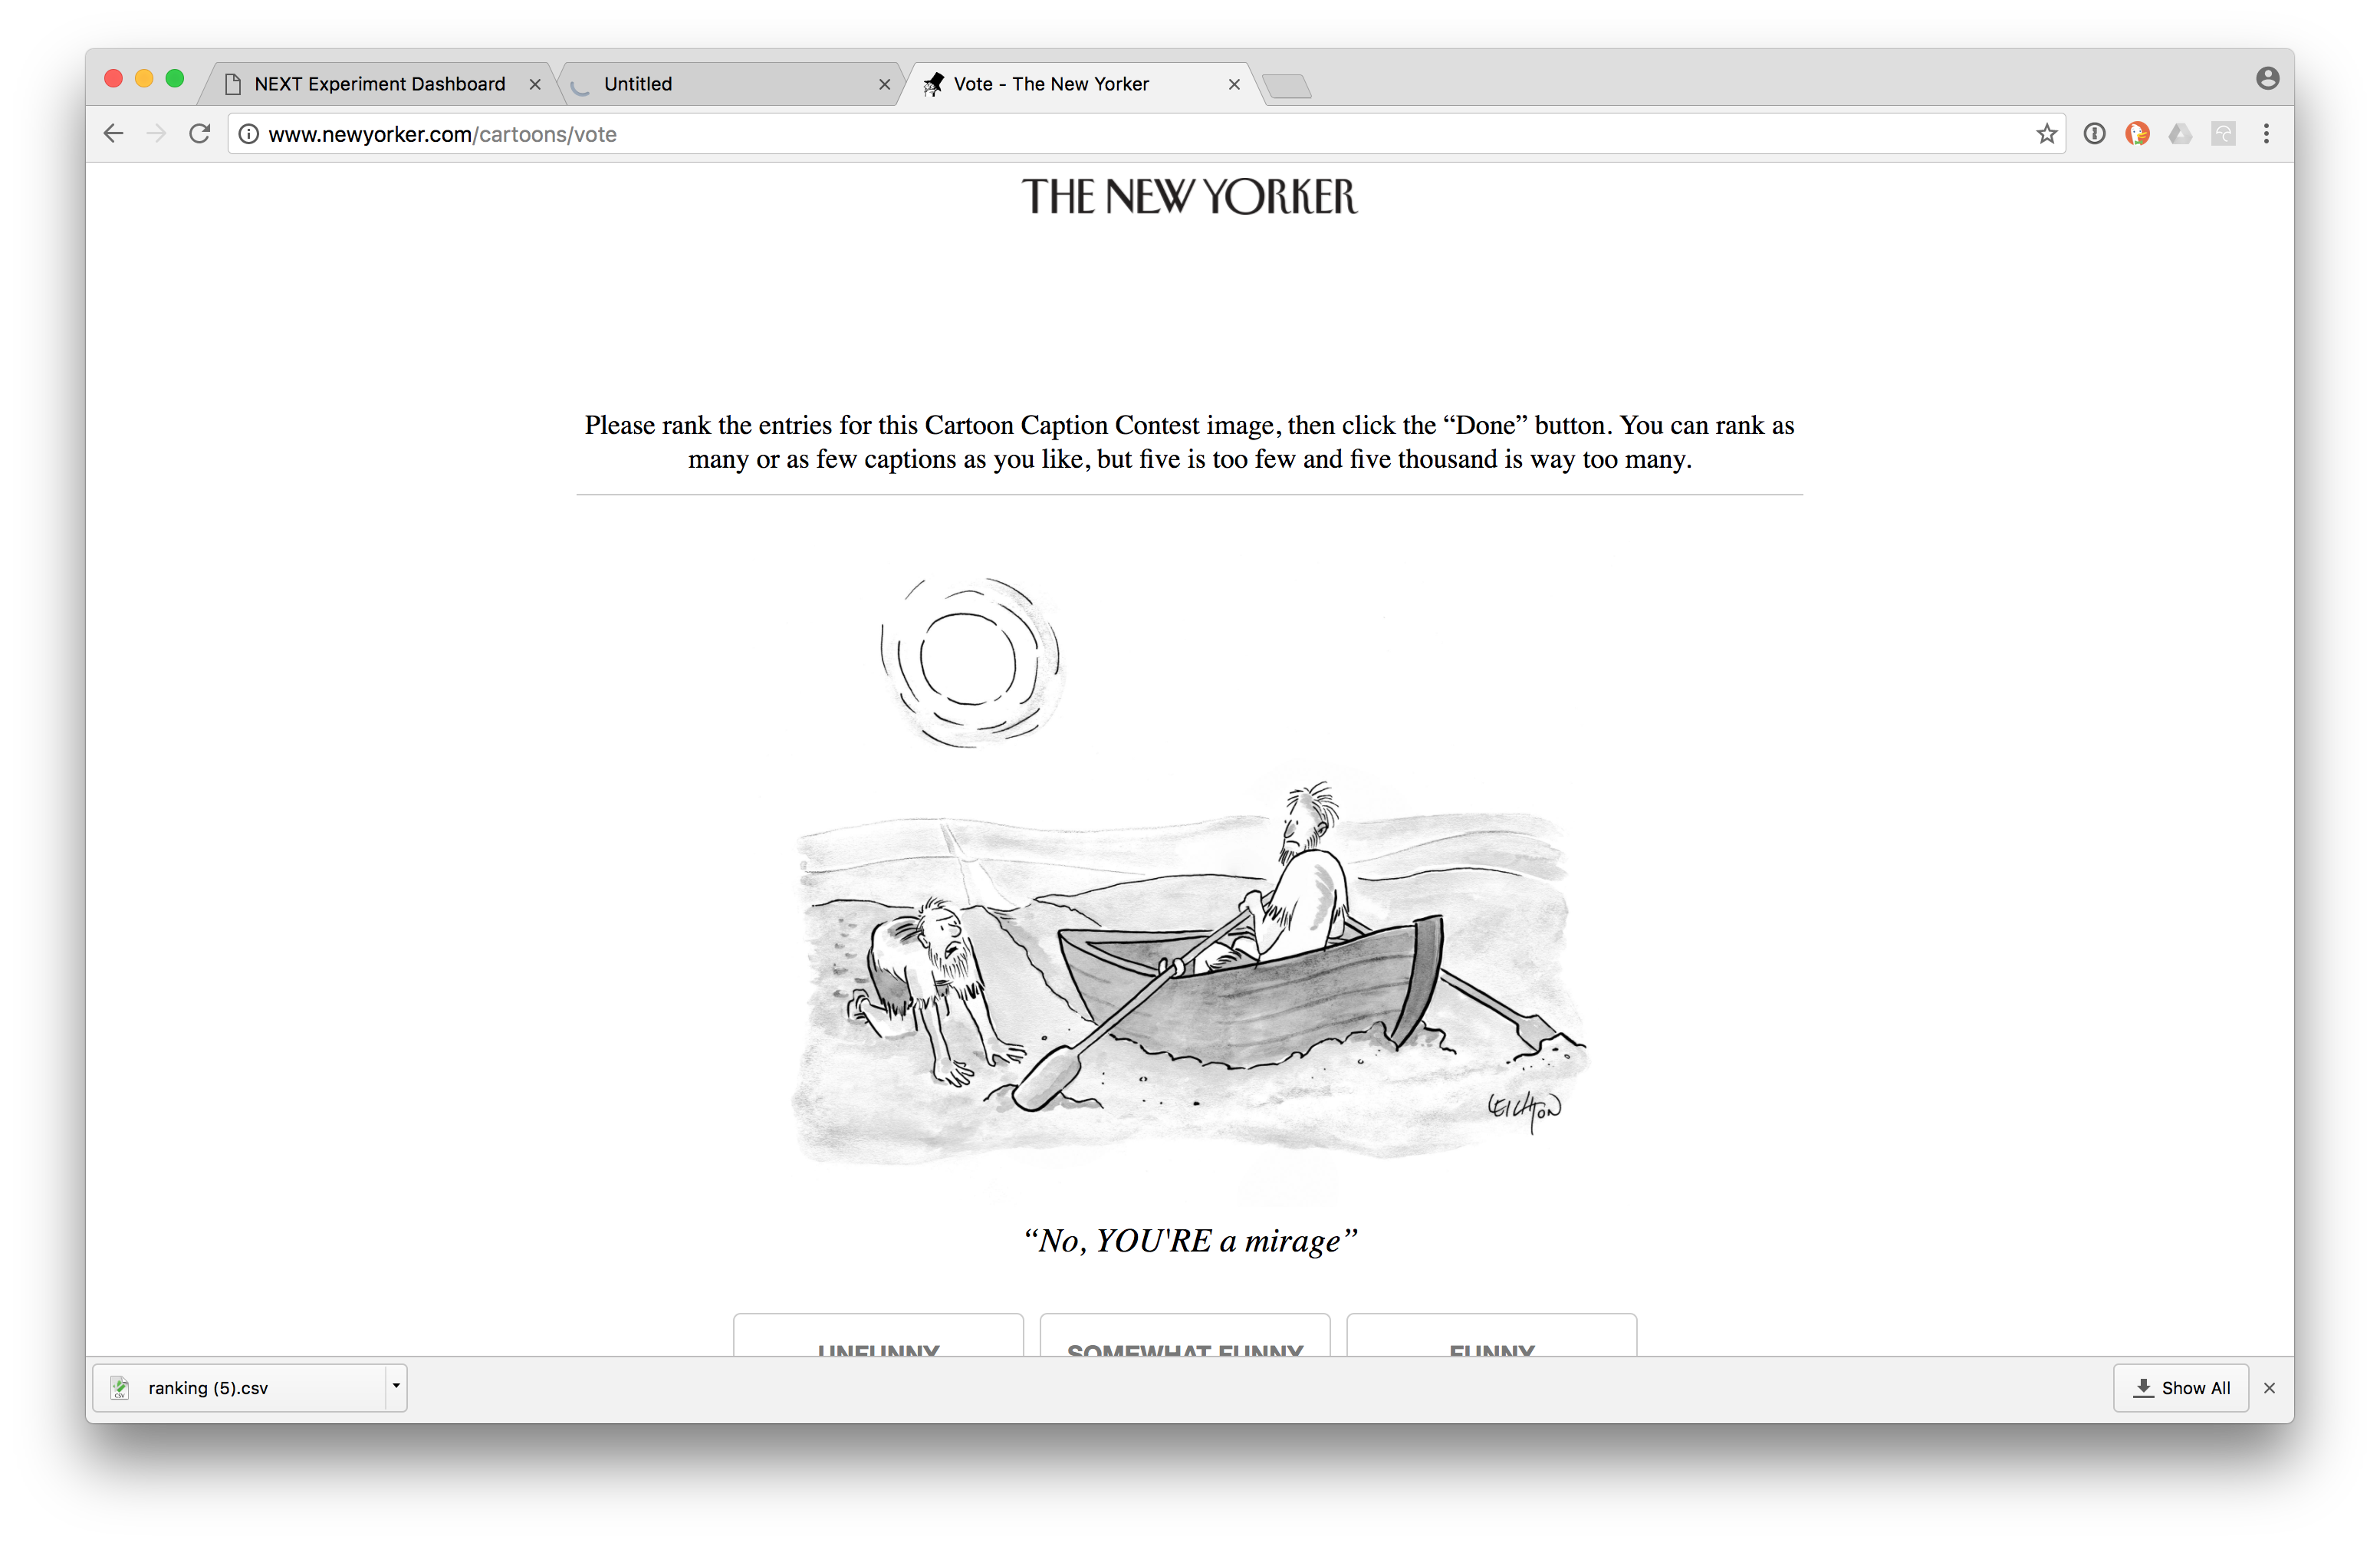 NEXT Experiment Dashboard
Untitled
Vote - The New Yorker
www.newyorker.com/cartoons/vote
THE NEW YORKER
Please rank the entries for this Cartoon Caption Contest image, then click the “Done” button. You can rank as
many or as few captions as you like, but five is too few and five thousand is way too many.
LEIGHTON
“No, YOU'RE a mirage”
UNFUNNY
SOMEWHAT FUNNY
FUNNY
CSV
ranking (5).csv
Show All